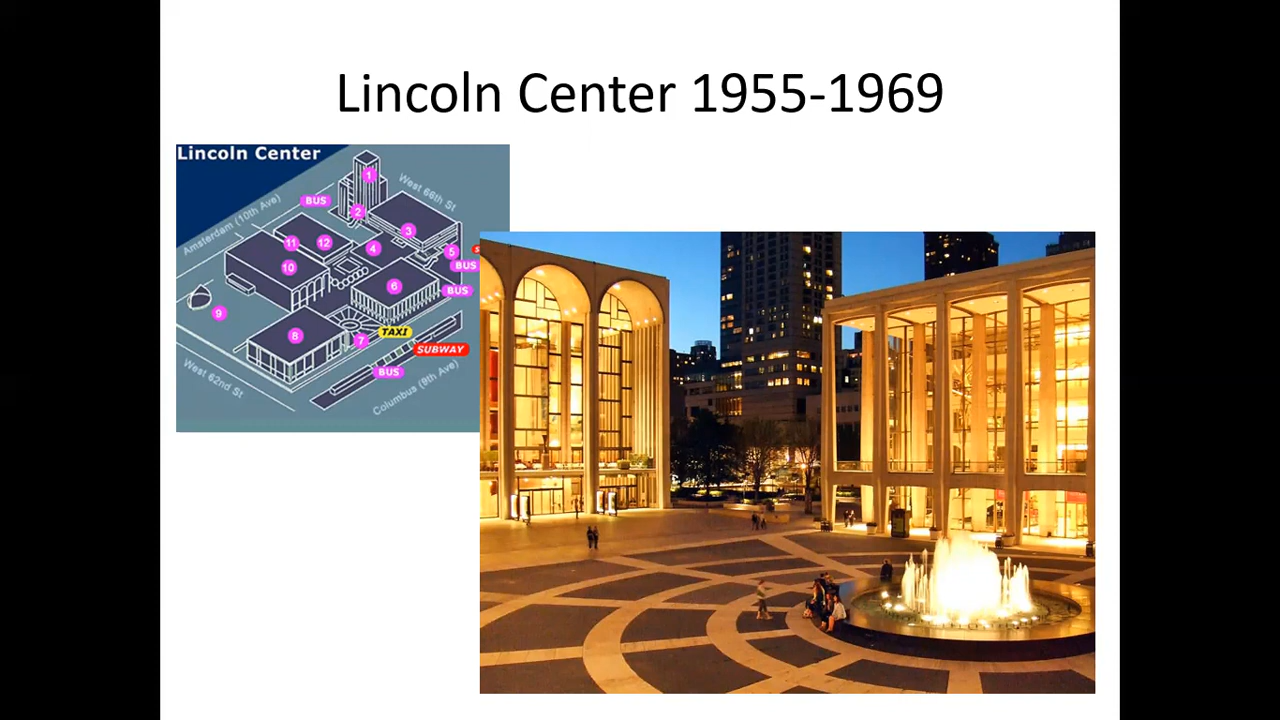 Lincoln Center 1955-1969
Lincoln Center
West 66th St
Amsterdam (10th Ave)
BUS
1
2
3
4
5
BUS
11
12
10
6
BUS
9
8
7
TAXI
SUBWAY
BUS
West 62nd St
Columbus (9th Ave)